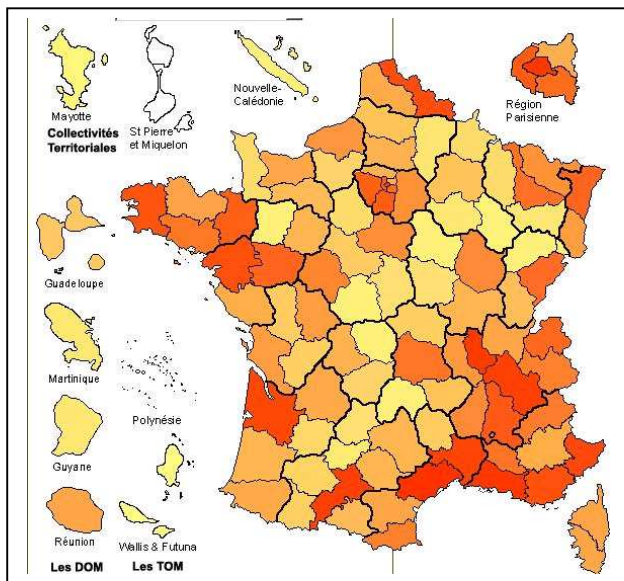 Mayotte
Collectivités
Territoriales
St Pierre
et Miquelon
Nouvelle-
Calédonie
Région
Parisienne
Guadeloupe
Martinique
Polynésie
Guyane
Réunion
Wallis & Futuna
Les DOM
Les TOM